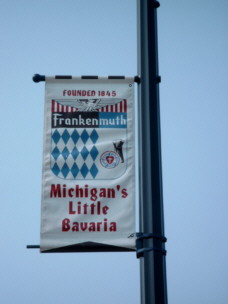 FOUNDED 1845
Frankenmuth
Michigan's
Little
Bavaria